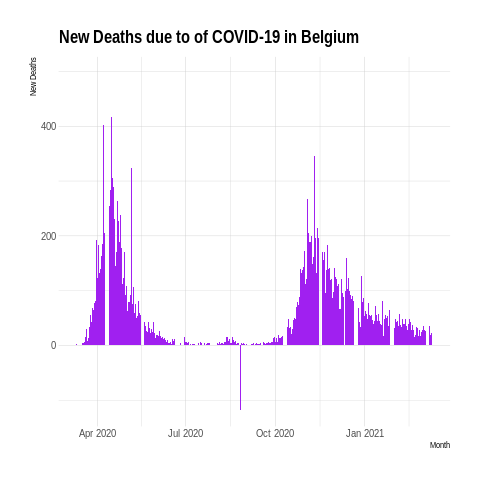 New Deaths due to of COVID-19 in Belgium
New Deaths
400
200
0
Apr 2020
Jul 2020
Oct 2020
Jan 2021
Month